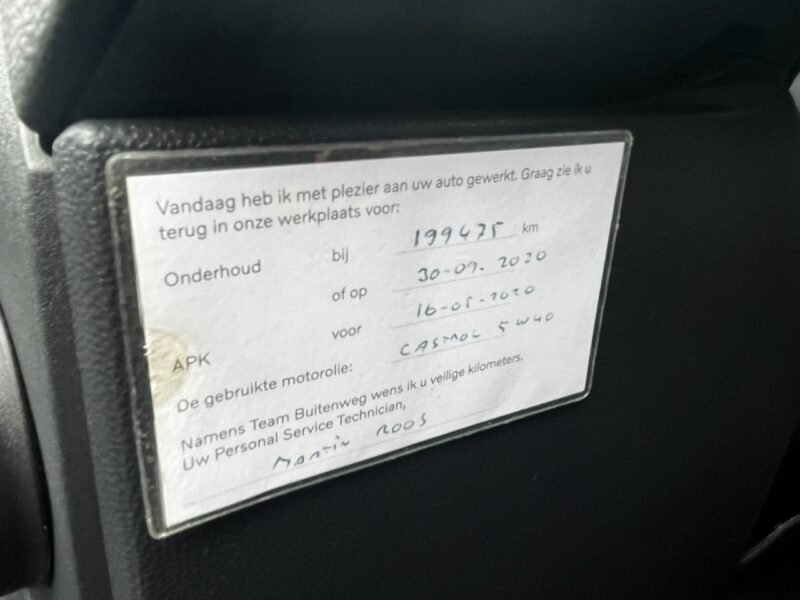 Vandaag heb ik met plezier aan uw auto gewerkt. Graag zie ik u
terug in onze werkplaats voor:
Onderhoud bij 199475 km
of op 30-09-2020
APK voor 16-05-2020
De gebruikte motorolie: CASTROL 5W40
Namens Team Buitenweg wens ik u veilige kilometers.
Uw Personal Service Technician,
MARTIN ROOS